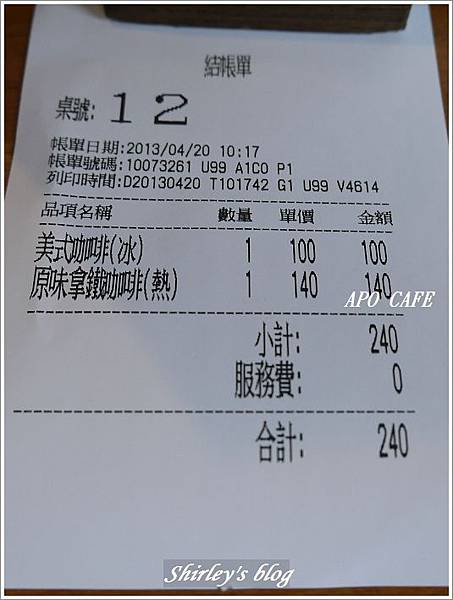 結帳單
桌號: 12
帳單日期:2013/04/20 10:17
帳單號碼:10073261 U99 A1C0 P1
列印時間:D20130420 T101742 G1 U99 V4614
品項名稱 數量 單價 金額
美式咖啡(冰) 1 100 100
原味拿鐵咖啡(熱) 1 140 140
APO CAFE
小計: 240
服務費: 0
合計: 240
Shirley's blog